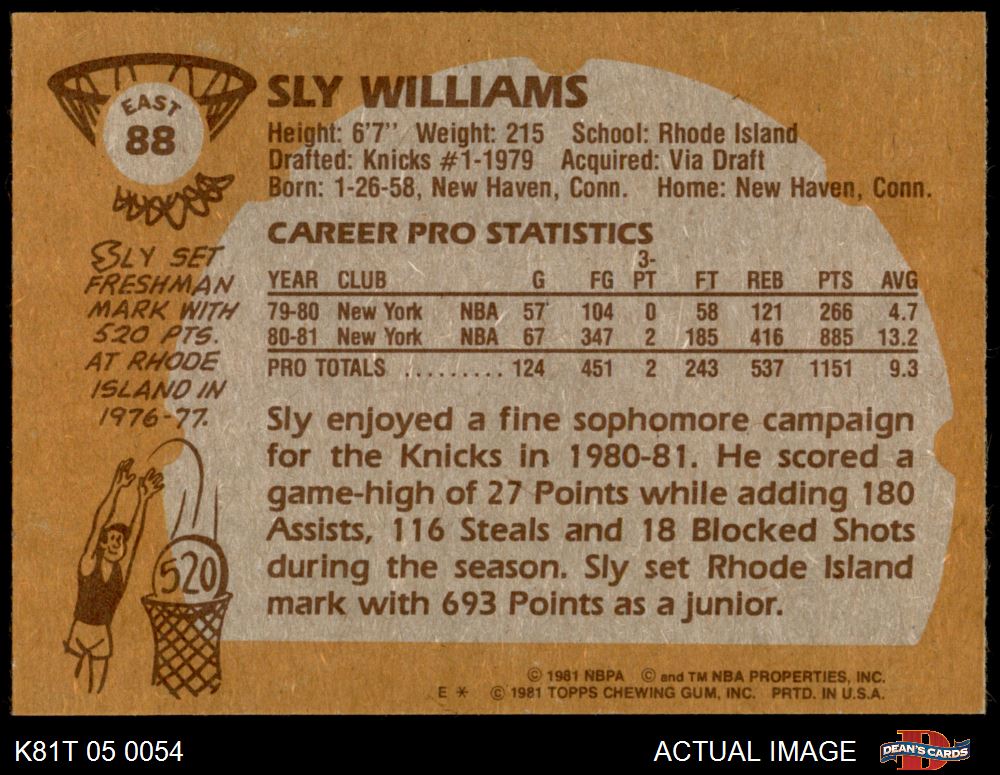 EAST
88
SLY WILLIAMS
Height: 6'7" Weight: 215 School: Rhode Island
Drafted: Knicks #1-1979 Acquired: Via Draft
Born: 1-26-58, New Haven, Conn. Home: New Haven, Conn.
CAREER PRO STATISTICS
YEAR CLUB G FG 3-PT FT REB PTS AVG
79-80 New York NBA 57 104 0 58 121 266 4.7
80-81 New York NBA 67 347 2 185 416 885 13.2
PRO TOTALS ......... 124 451 2 243 537 1151 9.3
Sly enjoyed a fine sophomore campaign
for the Knicks in 1980-81. He scored a
game-high of 27 Points while adding 180
Assists, 116 Steals and 18 Blocked Shots
during the season. Sly set Rhode Island
mark with 693 Points as a junior.
SLY SET
FRESHMAN
MARK WITH
520 PTS.
AT RHODE
ISLAND IN
1976-77.
520
© 1981 NBPA © and TM NBA PROPERTIES, INC.
E * © 1981 TOPPS CHEWING GUM, INC. PRTD. IN U.S.A.
K81T 05 0054
ACTUAL IMAGE
D
DEAN'S CARDS